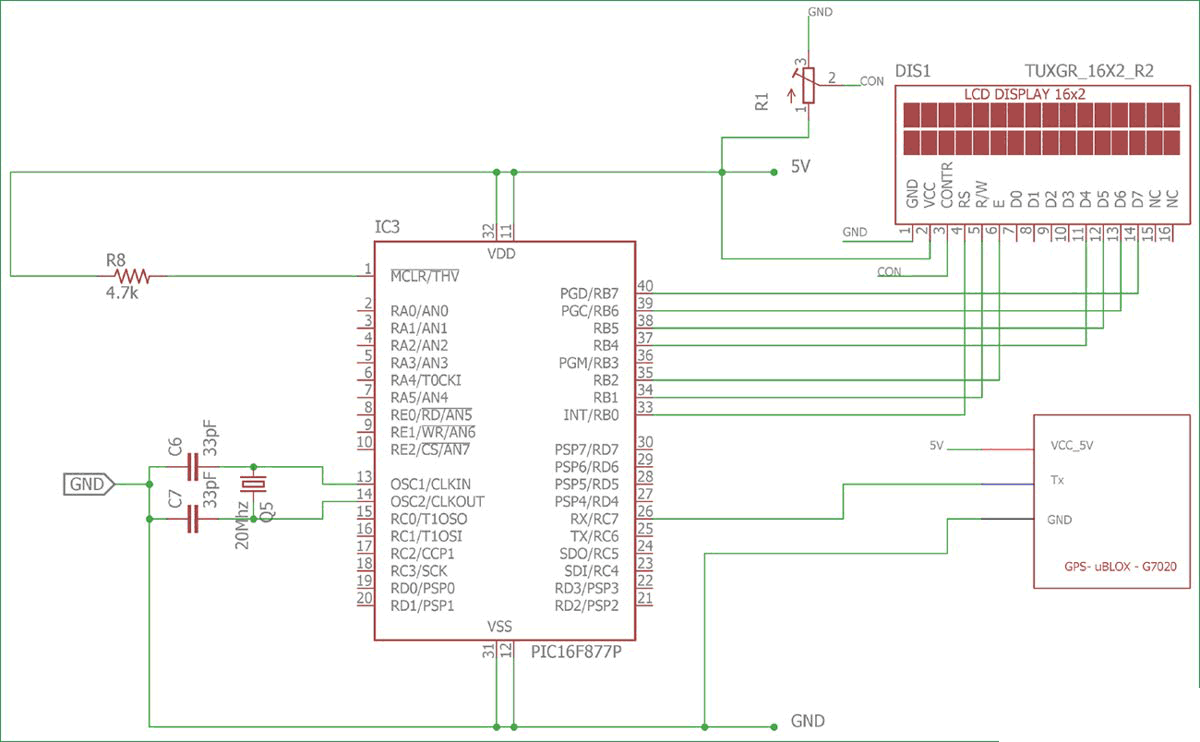 GND
3
2
CON
R1
1
5V
DIS1
TUXGR_16X2_R2
LCD DISPLAY 16x2
GND
VCC
CONTR
RS
R/W
E
D0
D1
D2
D3
D4
D5
D6
D7
NC
NC
1
2
3
4
5
6
7
8
9
10
11
12
13
14
15
16
GND
CON
IC3
32
11
VDD
R8
4.7k
1
MCLR/THV
2
RA0/AN0
3
RA1/AN1
4
RA2/AN2
5
RA3/AN3
6
RA4/T0CKI
7
RA5/AN4
8
RE0/RD/AN5
9
RE1/WR/AN6
10
RE2/CS/AN7
13
OSC1/CLKIN
14
OSC2/CLKOUT
15
RC0/T1OSO
16
RC1/T1OSI
17
RC2/CCP1
18
RC3/SCK
19
RD0/PSP0
20
RD1/PSP1
PGD/RB7
40
PGC/RB6
39
RB5
38
RB4
37
PGM/RB3
36
RB2
35
RB1
34
INT/RB0
33
PSP7/RD7
30
PSP6/RD6
29
PSP5/RD5
28
PSP4/RD4
27
RX/RC7
26
TX/RC6
25
SDO/RC5
24
SDI/RC4
23
RD3/PSP3
22
RD2/PSP2
21
VSS
31
12
PIC16F877P
GND
C6
33pF
C7
33pF
20Mhz
Q5
5V
VCC_5V
Tx
GND
GPS- uBLOX - G7020
GND